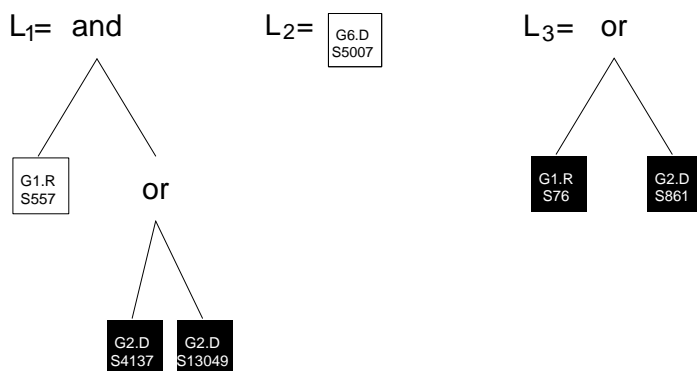 L1= and
G1.R
S557
or
G2.D
S4137
G2.D
S13049
L2=
G6.D
S5007
L3= or
G1.R
S76
G2.D
S861